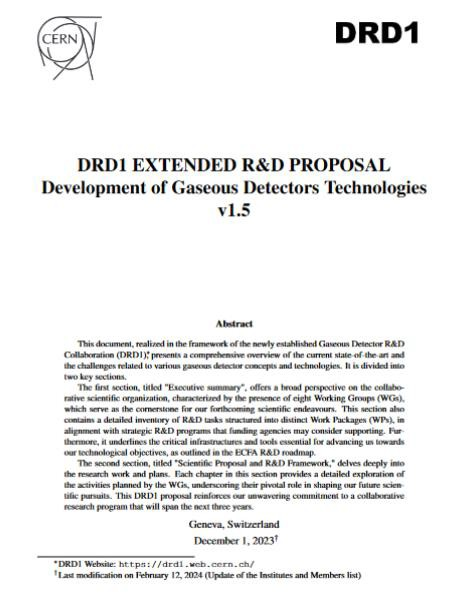 CERN
DRD1
DRD1 EXTENDED R&D PROPOSAL
Development of Gaseous Detectors Technologies
v1.5
Abstract
This document, realized in the framework of the newly established Gaseous Detector R&D
Collaboration (DRD1)*, presents a comprehensive overview of the current state-of-the-art and
the challenges related to various gaseous detector concepts and technologies. It is divided into
two key sections.
The first section, titled "Executive summary", offers a broad perspective on the collabo-
rative scientific organization, characterized by the presence of eight Working Groups (WGs),
which serve as the cornerstone for our forthcoming scientific endeavours. This section also
contains a detailed inventory of R&D tasks structured into distinct Work Packages (WPs), in
alignment with strategic R&D programs that funding agencies may consider supporting. Fur-
thermore, it underlines the critical infrastructures and tools essential for advancing us towards
our technological objectives, as outlined in the ECFA R&D roadmap.
The second section, titled "Scientific Proposal and R&D Framework," delves deeply into
the research work and plans. Each chapter in this section provides a detailed exploration of
the activities planned by the WGs, underscoring their pivotal role in shaping our future scien-
tific pursuits. This DRD1 proposal reinforces our unwavering commitment to a collaborative
research program that will span the next three years.
Geneva, Switzerland
December 1, 2023†
*DRD1 Website: https://drd1.web.cern.ch/
†Last modification on February 12, 2024 (Update of the Institutes and Members list)